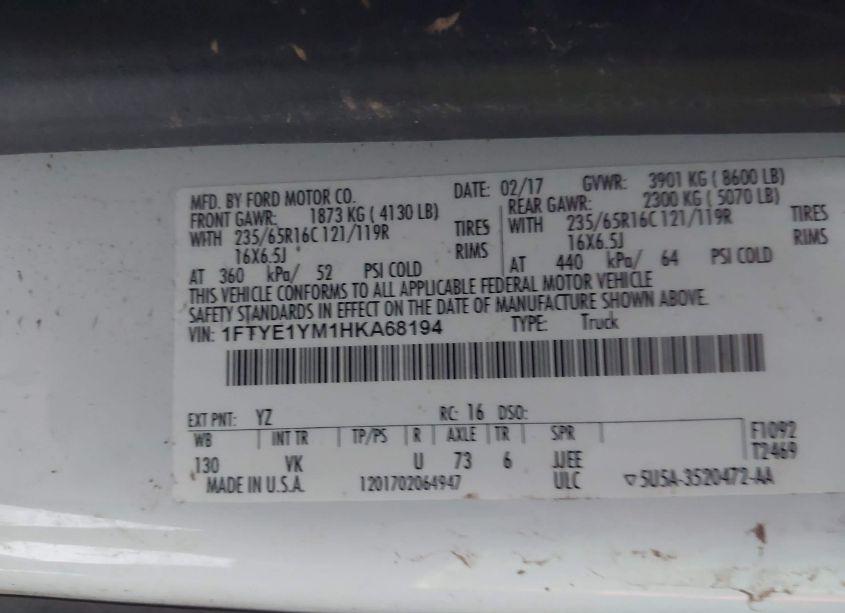 MFD. BY FORD MOTOR CO. DATE: 02/17 GVWR: 3901 KG ( 8600 LB)
FRONT GAWR: 1873 KG ( 4130 LB) REAR GAWR: 2300 KG ( 5070 LB)
WITH 235/65R16C 121/119R TIRES WITH 235/65R16C 121/119R TIRES
16X6.5J RIMS 16X6.5J RIMS
AT 360 kPa/ 52 PSI COLD AT 440 kPa/ 64 PSI COLD
THIS VEHICLE CONFORMS TO ALL APPLICABLE FEDERAL MOTOR VEHICLE
SAFETY STANDARDS IN EFFECT ON THE DATE OF MANUFACTURE SHOWN ABOVE.
VIN: 1FTYE1YM1HKA68194 TYPE: Truck
EXT PNT: YZ RC: 16 DSO:
WB INT TR TP/PS R AXLE TR SPR F1092
130 VK U 73 6 JJEE T2469
MADE IN U.S.A. 1201702064947 ULC ▽5U5A-3520472-AA